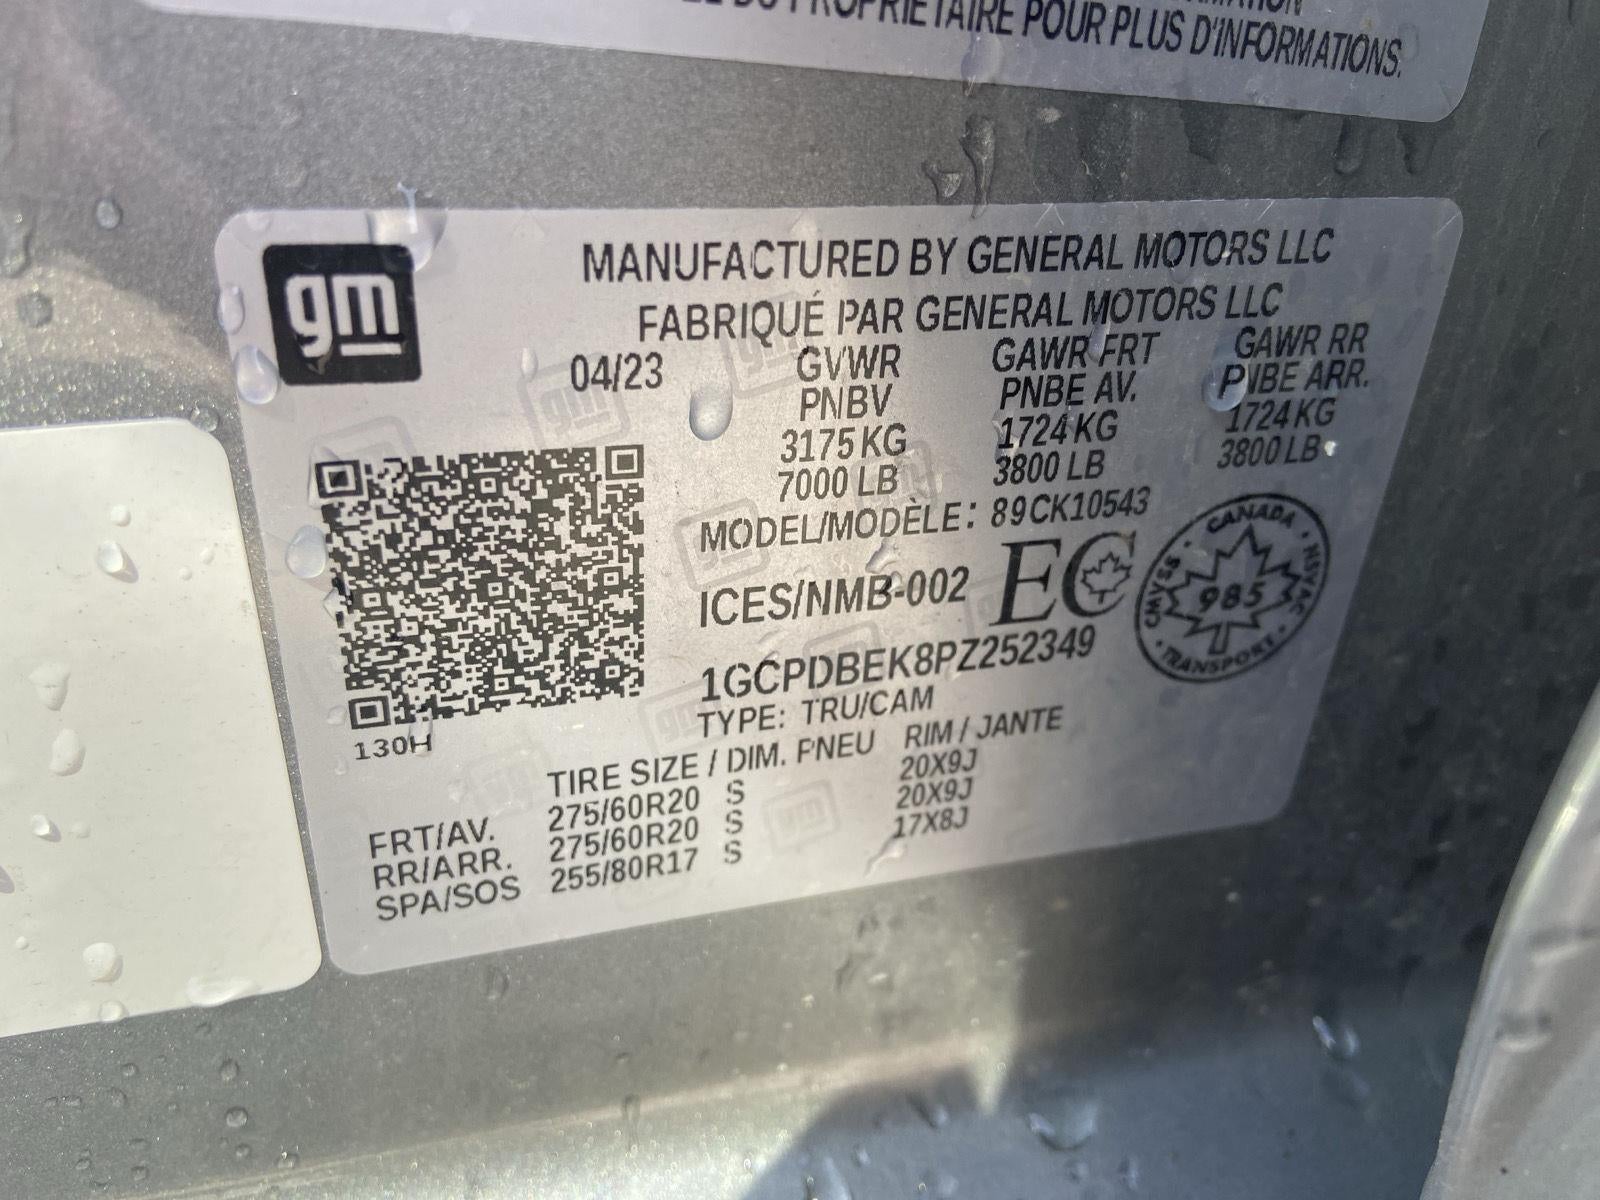 DU PROPRIÉTAIRE POUR PLUS D'INFORMATIONS.
gm
MANUFACTURED BY GENERAL MOTORS LLC
FABRIQUÉ PAR GENERAL MOTORS LLC
04/23 GVWR GAWR FRT GAWR RR
PNBV PNBE AV. PNBE ARR.
3175 KG 1724 KG 1724 KG
7000 LB 3800 LB 3800 LB
MODEL/MODÈLE: 89CK10543
ICES/NMB-002 EC
CANADA
CMVSS NSVAC
985
TRANSPORT
1GCPDBEK8PZ252349
TYPE: TRU/CAM
130H
TIRE SIZE / DIM. PNEU RIM / JANTE
FRT/AV. 275/60R20 S 20X9J
RR/ARR. 275/60R20 S 20X9J
SPA/SOS 255/80R17 S 17X8J